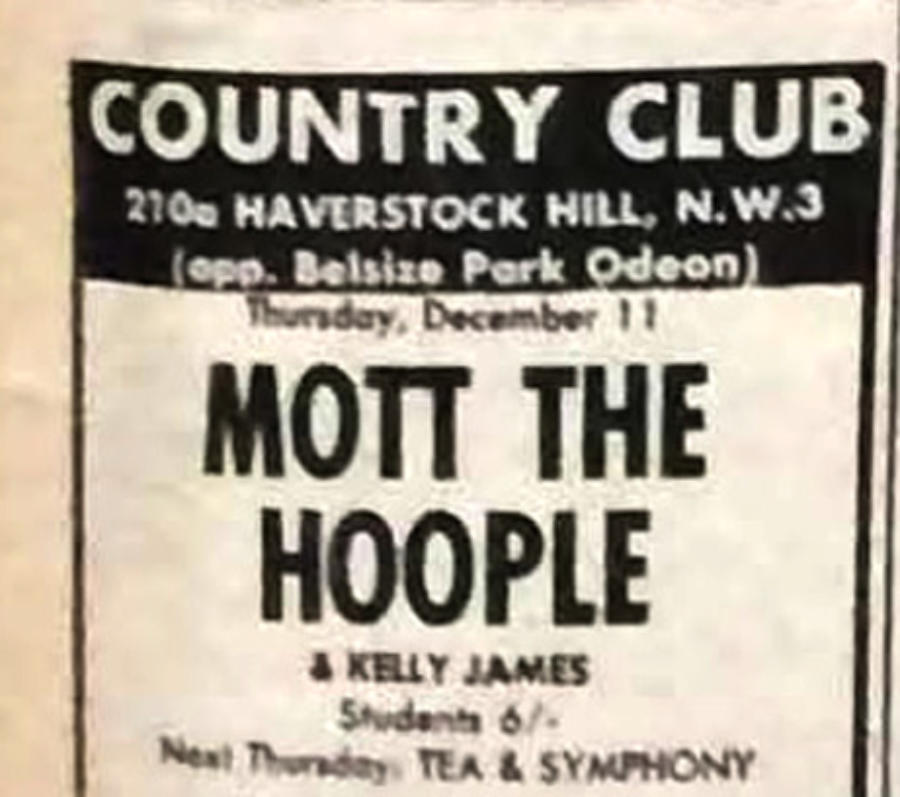 COUNTRY CLUB
210a HAVERSTOCK HILL, N.W.3
(opp. Belsize Park Odeon)
Thursday, December 11
MOTT THE
HOOPLE
& KELLY JAMES
Students 6/-
Next Thursday: TEA & SYMPHONY